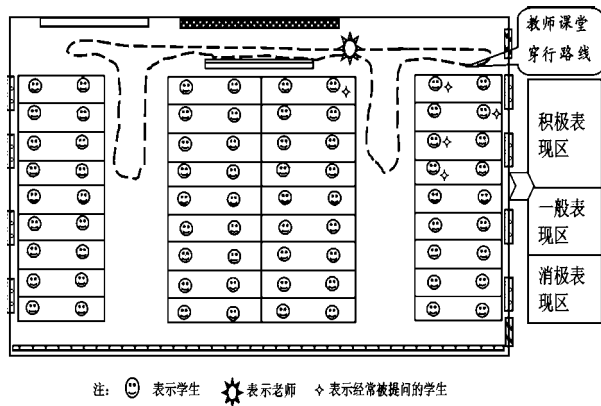 教师课堂
穿行路线
积极表
现区
一般表
现区
消极表
现区
注: 表示学生 表示老师 表示经常被提问的学生